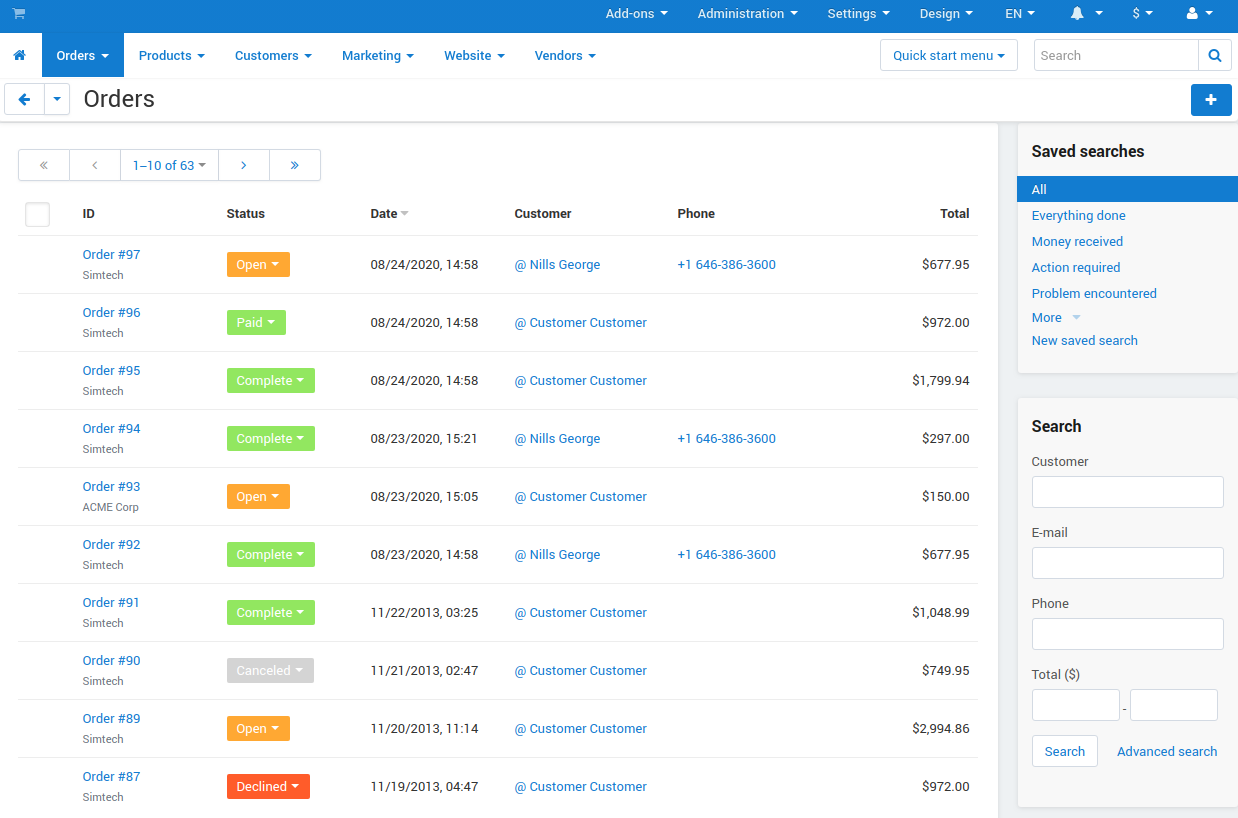 Add-ons Administration Settings Design EN $
Orders Products Customers Marketing Website Vendors Quick start menu Search
Orders
« ‹ 1–10 of 63 › »
ID Status Date Customer Phone Total
Order #97 Open 08/24/2020, 14:58 @ Nills George +1 646-386-3600 $677.95
Simtech
Order #96 Paid 08/24/2020, 14:58 @ Customer Customer $972.00
Simtech
Order #95 Complete 08/24/2020, 14:58 @ Customer Customer $1,799.94
Simtech
Order #94 Complete 08/23/2020, 15:21 @ Nills George +1 646-386-3600 $297.00
Simtech
Order #93 Open 08/23/2020, 15:05 @ Customer Customer $150.00
ACME Corp
Order #92 Complete 08/23/2020, 14:58 @ Nills George +1 646-386-3600 $677.95
Simtech
Order #91 Complete 11/22/2013, 03:25 @ Customer Customer $1,048.99
Simtech
Order #90 Canceled 11/21/2013, 02:47 @ Customer Customer $749.95
Simtech
Order #89 Open 11/20/2013, 11:14 @ Customer Customer $2,994.86
Simtech
Order #87 Declined 11/19/2013, 04:47 @ Customer Customer $972.00
Simtech
Saved searches
All
Everything done
Money received
Action required
Problem encountered
More
New saved search
Search
Customer
E-mail
Phone
Total ($)
-
Search Advanced search